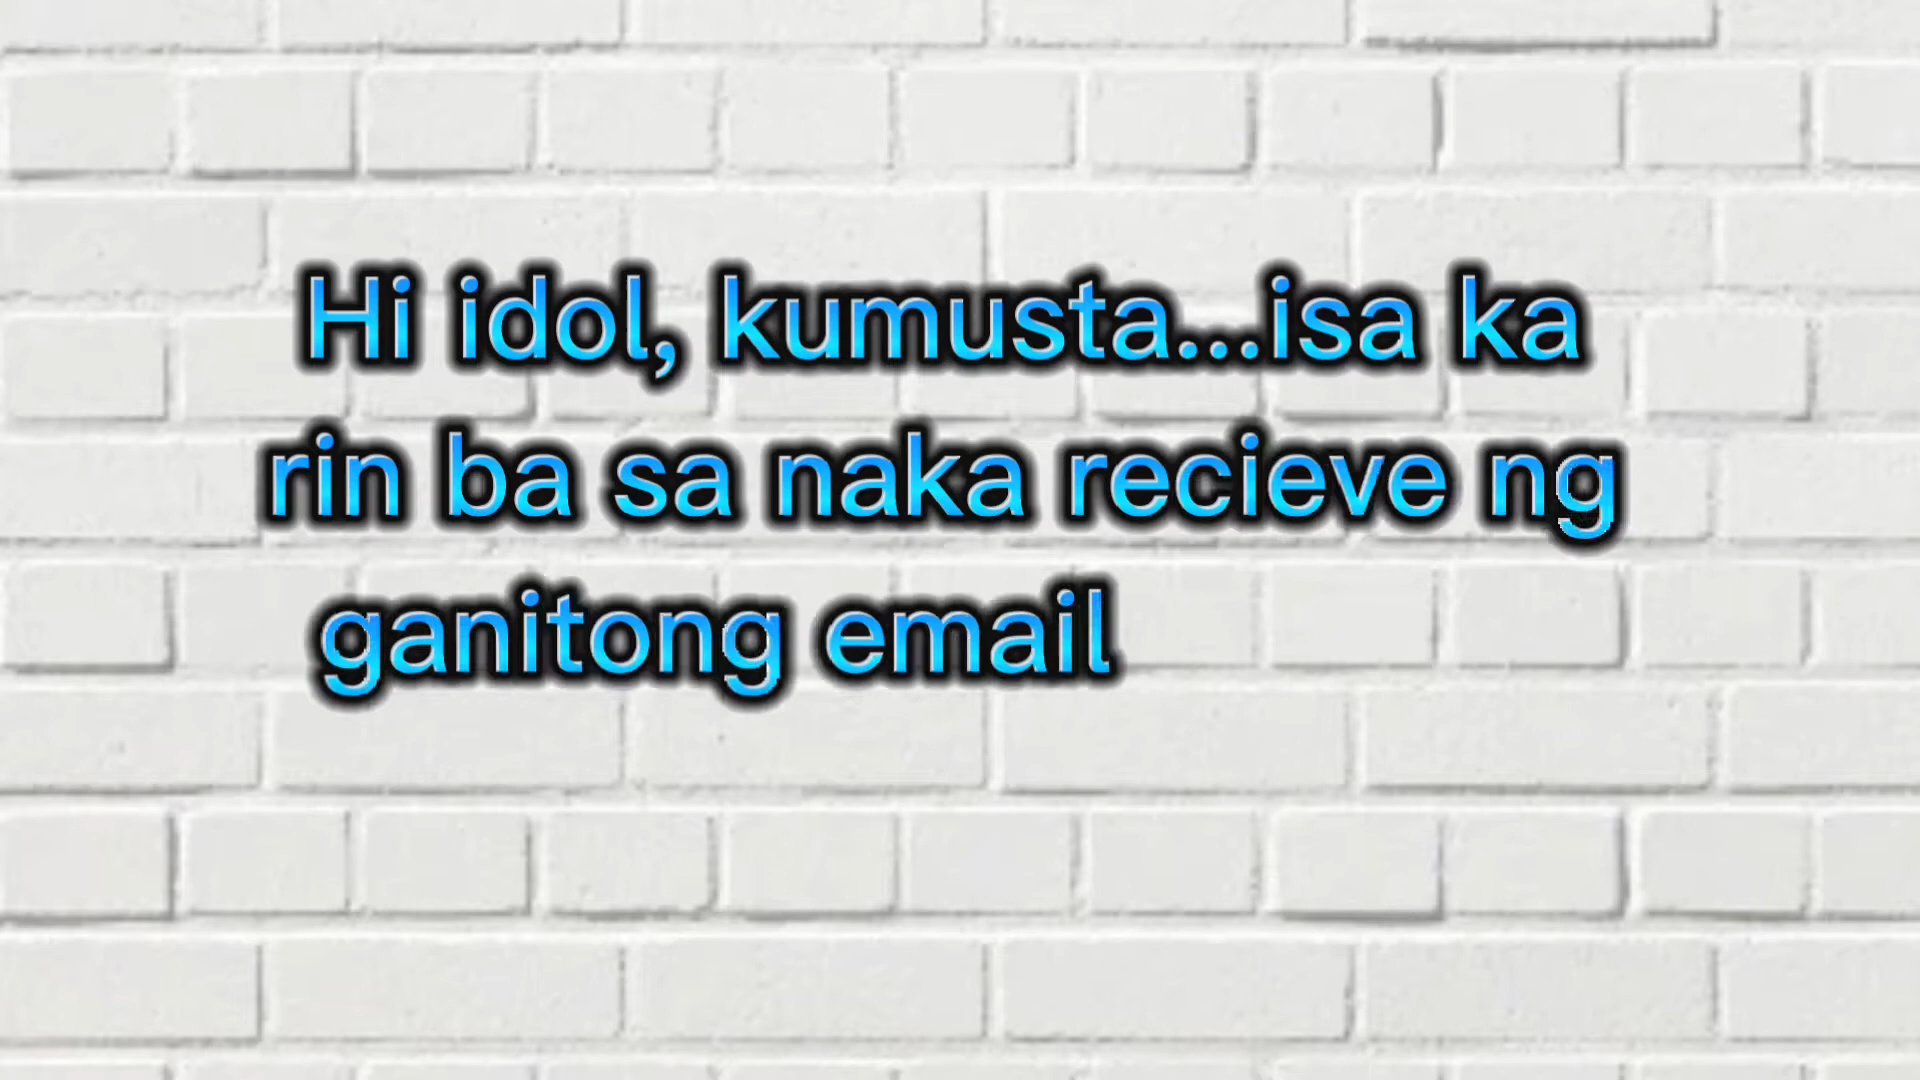 Hi idol, kumusta...isa ka
rin ba sa naka recieve ng
ganitong email